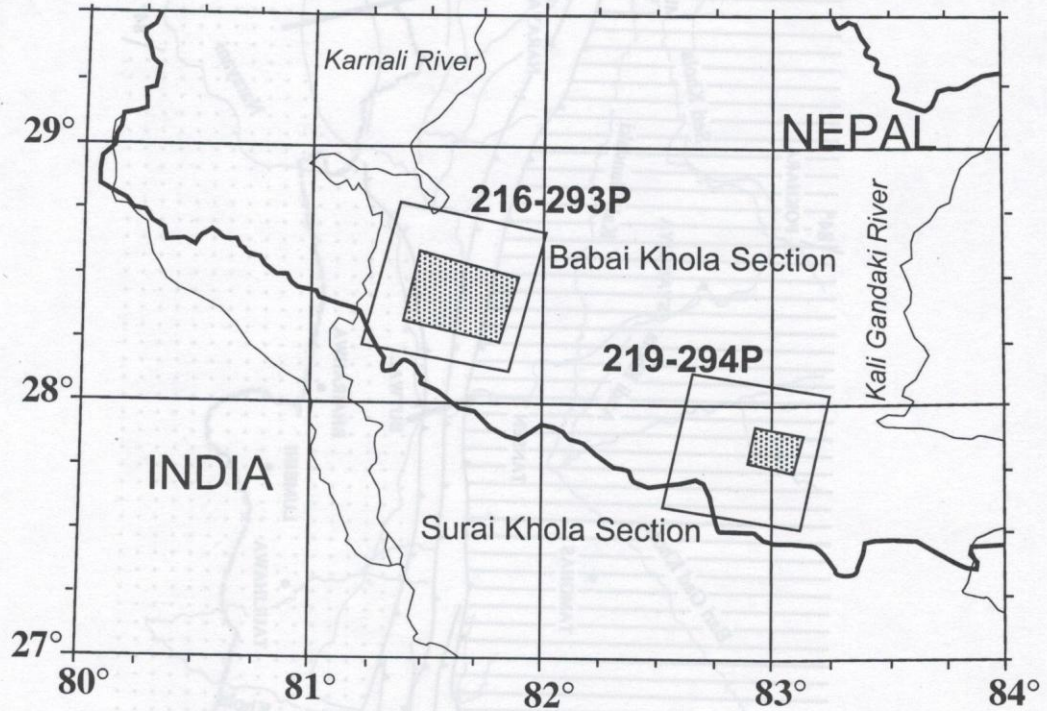 Karnali River
29°
NEPAL
216-293P
Babai Khola Section
Kali Gandaki River
219-294P
28°
INDIA
Surai Khola Section
27°
80°
81°
82°
83°
84°